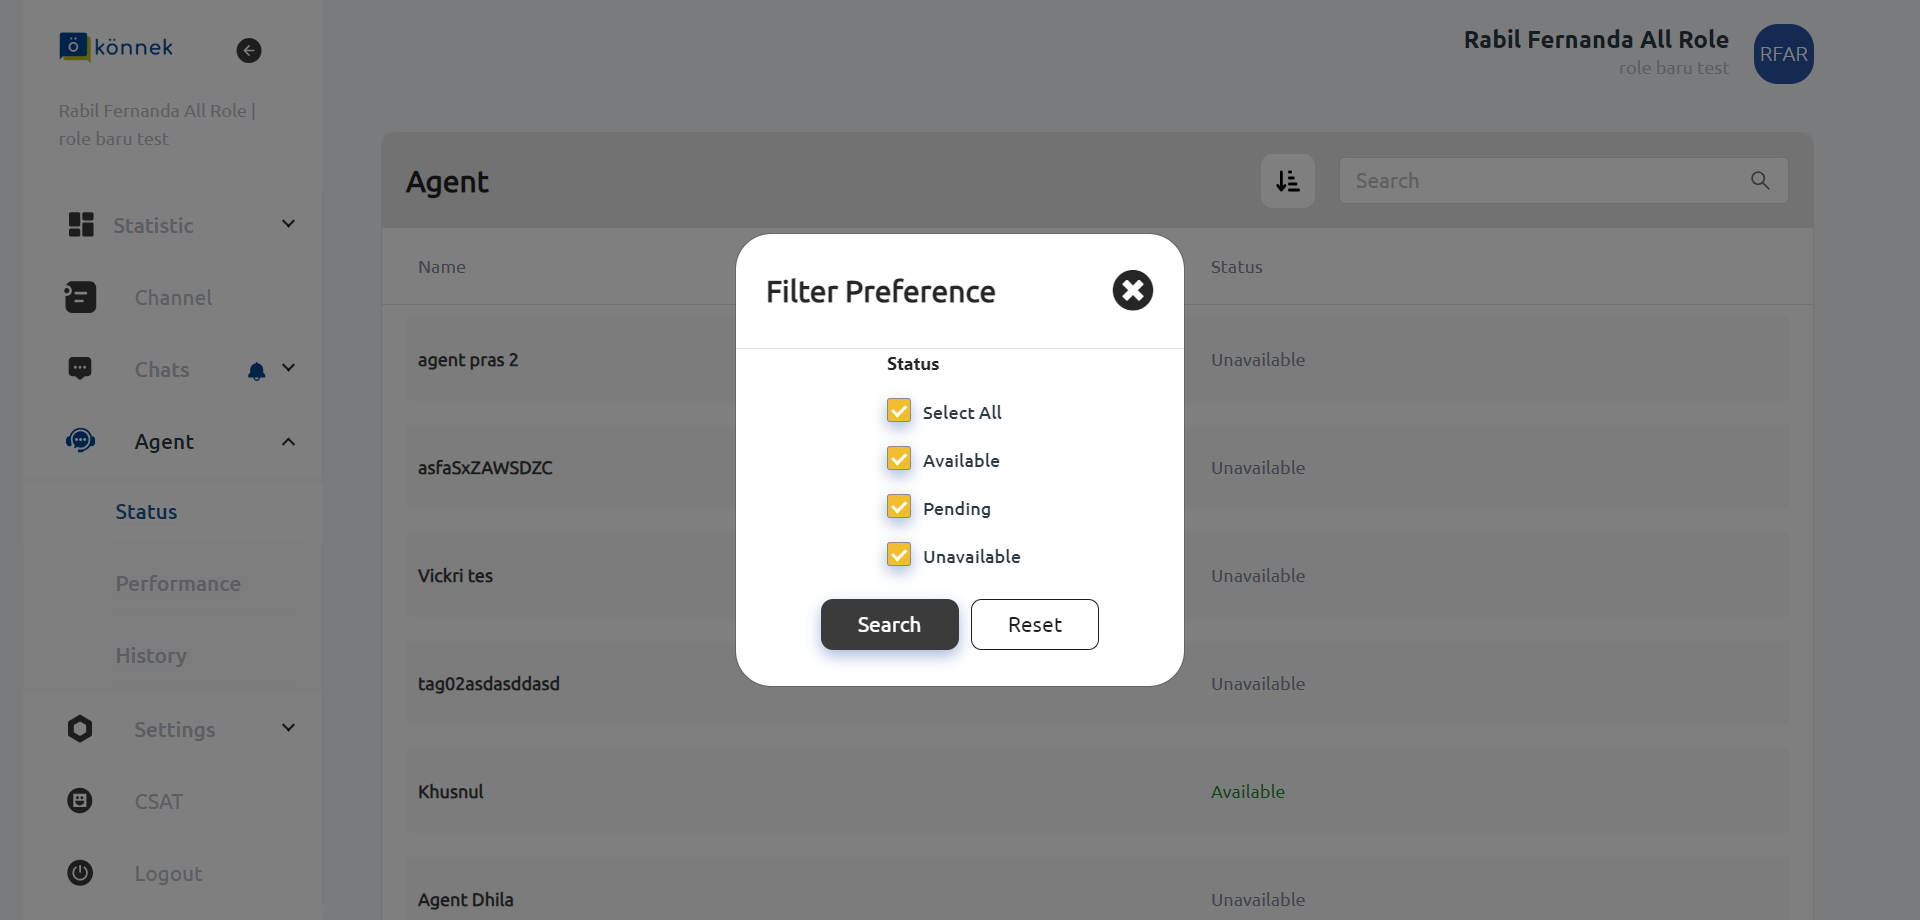 könnek
Rabil Fernanda All Role |
role baru test
Statistic
Channel
Chats
Agent
Status
Performance
History
Settings
CSAT
Logout
Rabil Fernanda All Role
role baru test
RFAR
Agent
Search
Name
Status
agent pras 2
Unavailable
asfaSxZAWSDZC
Unavailable
Vickri tes
Unavailable
tag02asdasddasd
Unavailable
Khusnul
Available
Agent Dhila
Unavailable
Filter Preference
Status
Select All
Available
Pending
Unavailable
Search
Reset